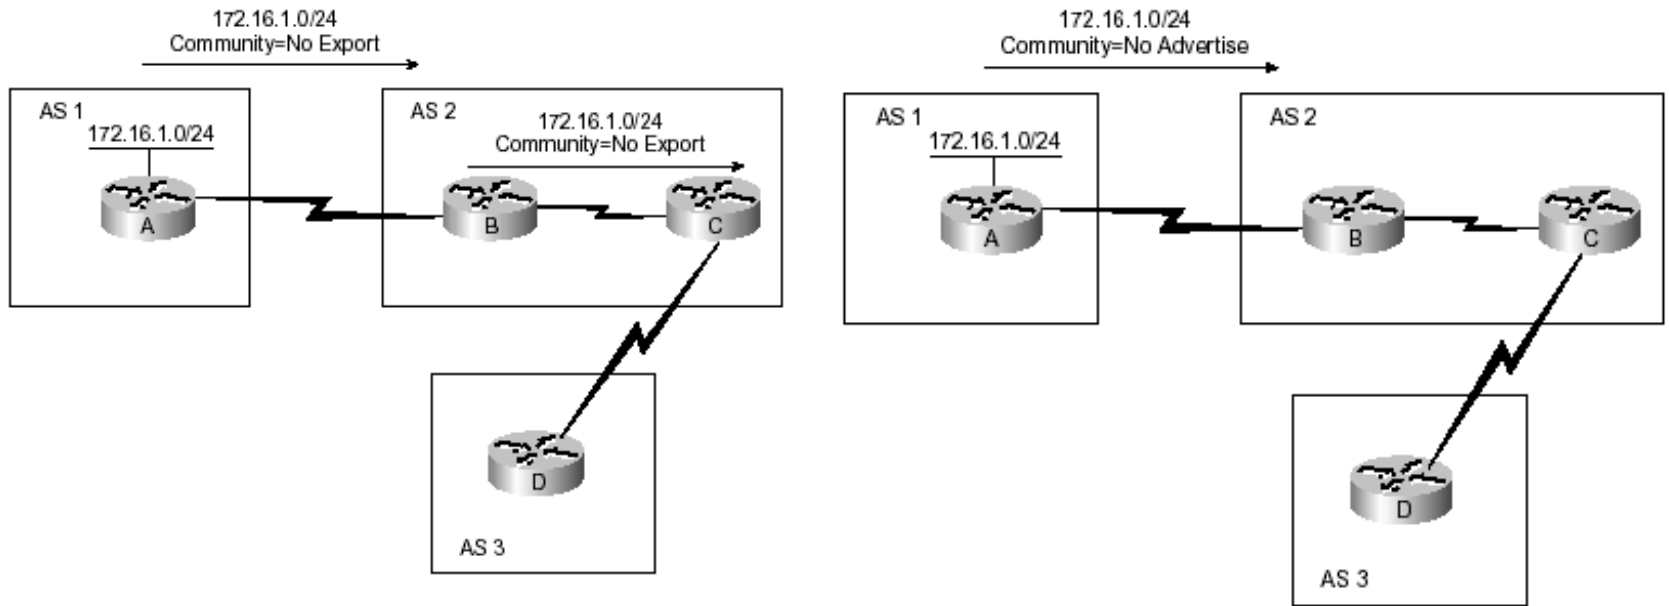 172.16.1.0/24
Community=No Export
AS 1
172.16.1.0/24
A
AS 2
172.16.1.0/24
Community=No Export
B
C
D
AS 3
172.16.1.0/24
Community=No Advertise
AS 1
172.16.1.0/24
A
AS 2
B
C
D
AS 3